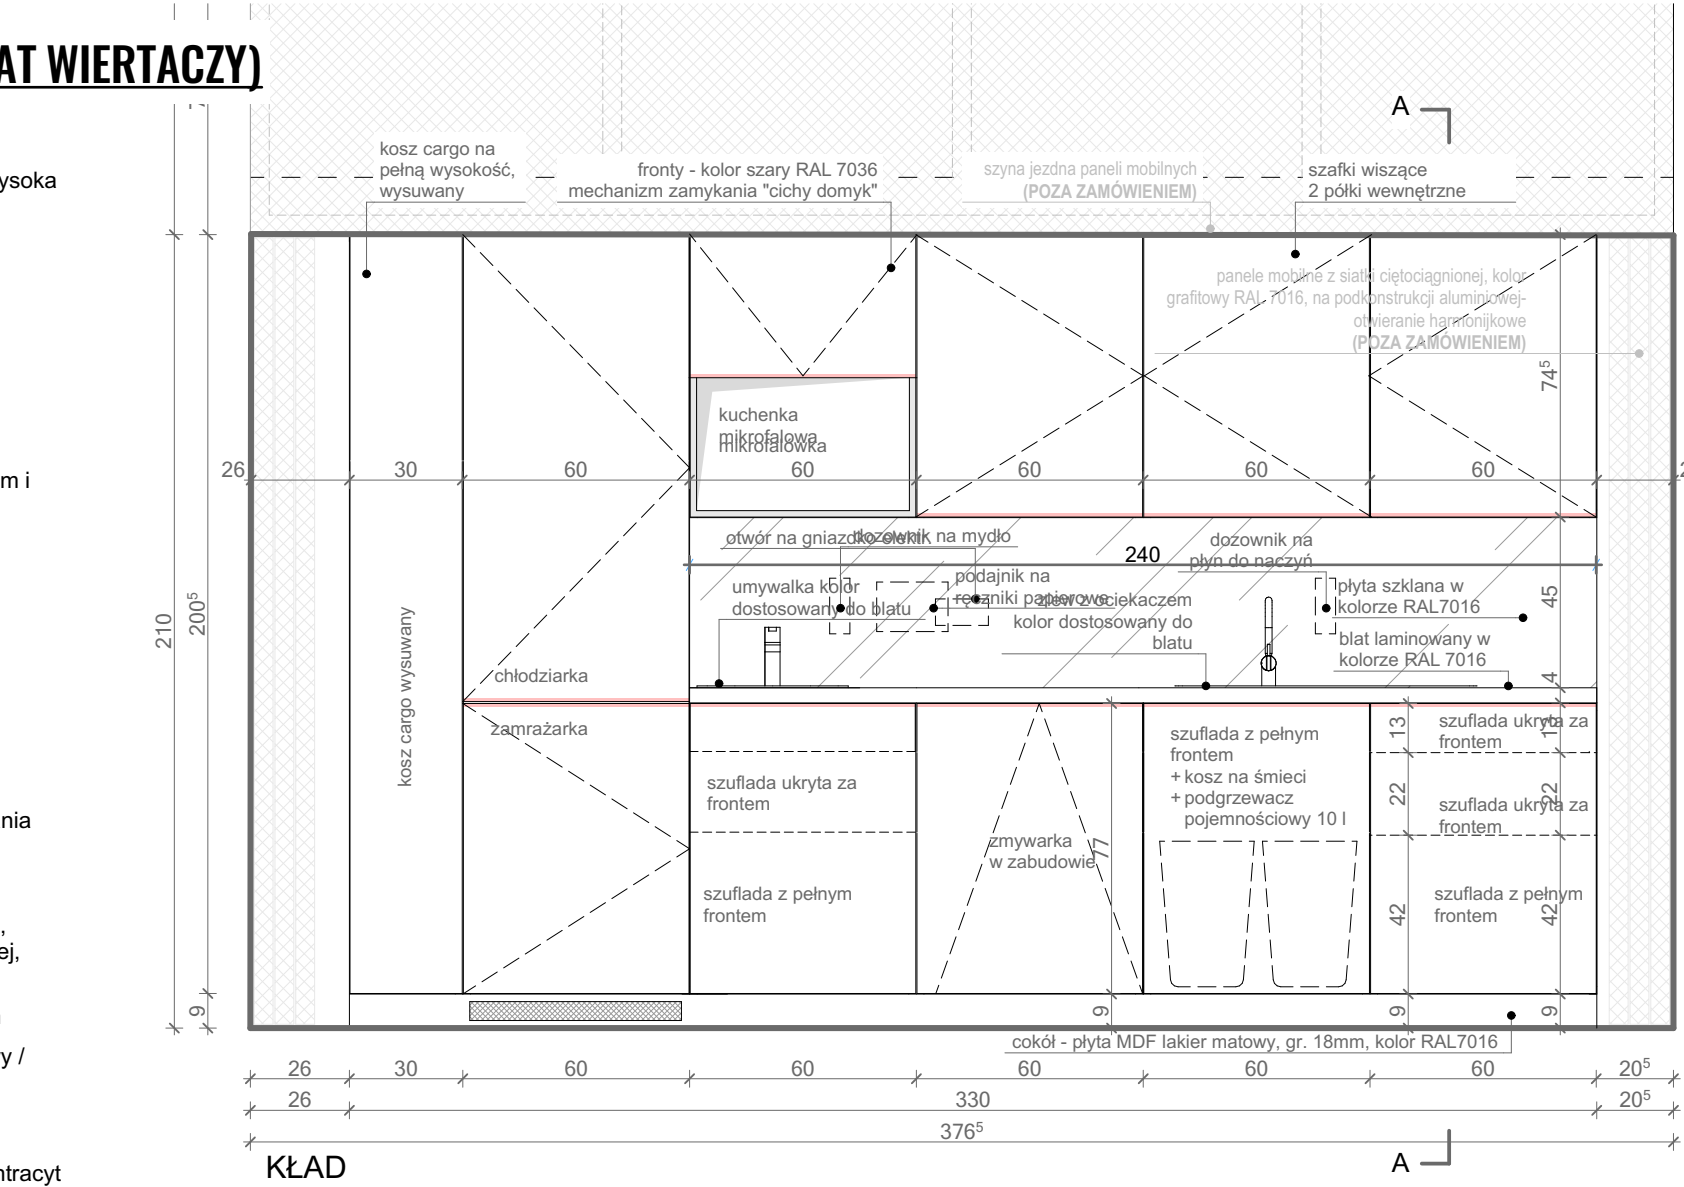 AT WIERTACZY)
A
kosz cargo na
pełną wysokość,
wysuwany
fronty - kolor szary RAL 7036
mechanizm zamykania "cichy domyk"
szyna jezdna paneli mobilnych
(POZA ZAMÓWIENIEM)
szafki wiszące
2 półki wewnętrzne
ysoka
panele mobilne z siatki ciętociągnionej, kolor
grafitowy RAL 7016, na podkonstrukcji aluminiowej-
otwieranie harmonijkowe
(POZA ZAMÓWIENIEM)
74⁵
kuchenka
mikrofalowa
mikrofalówka
26 30 60 60 60 60 60 2
m i
otwór na gniazdko elektr.
dozownik na mydło
240
dozownik na
płyn do naczyń
umywalka kolor
dostosowany do blatu
podajnik na
ręczniki papierowe
zlew z ociekaczem
kolor dostosowany do
blatu
płyta szklana w
kolorze RAL7016
blat laminowany w
kolorze RAL 7016
45
4
210
200⁵
9
kosz cargo wysuwany
chłodziarka
zamrażarka
szuflada ukryta za
frontem
szuflada z pełnym
frontem
zmywarka
w zabudowie
77
9
szuflada z pełnym
frontem
+ kosz na śmieci
+ podgrzewacz
pojemnościowy 10 l
13
22
42
9
szuflada ukryta za
frontem
szuflada ukryta za
frontem
szuflada z pełnym
frontem
13
22
42
9
nia
,
ej,
y /
ntracyt
cokół - płyta MDF lakier matowy, gr. 18mm, kolor RAL7016
26 30 60 60 60 60 60 20⁵
26 330 20⁵
376⁵
KŁAD
A